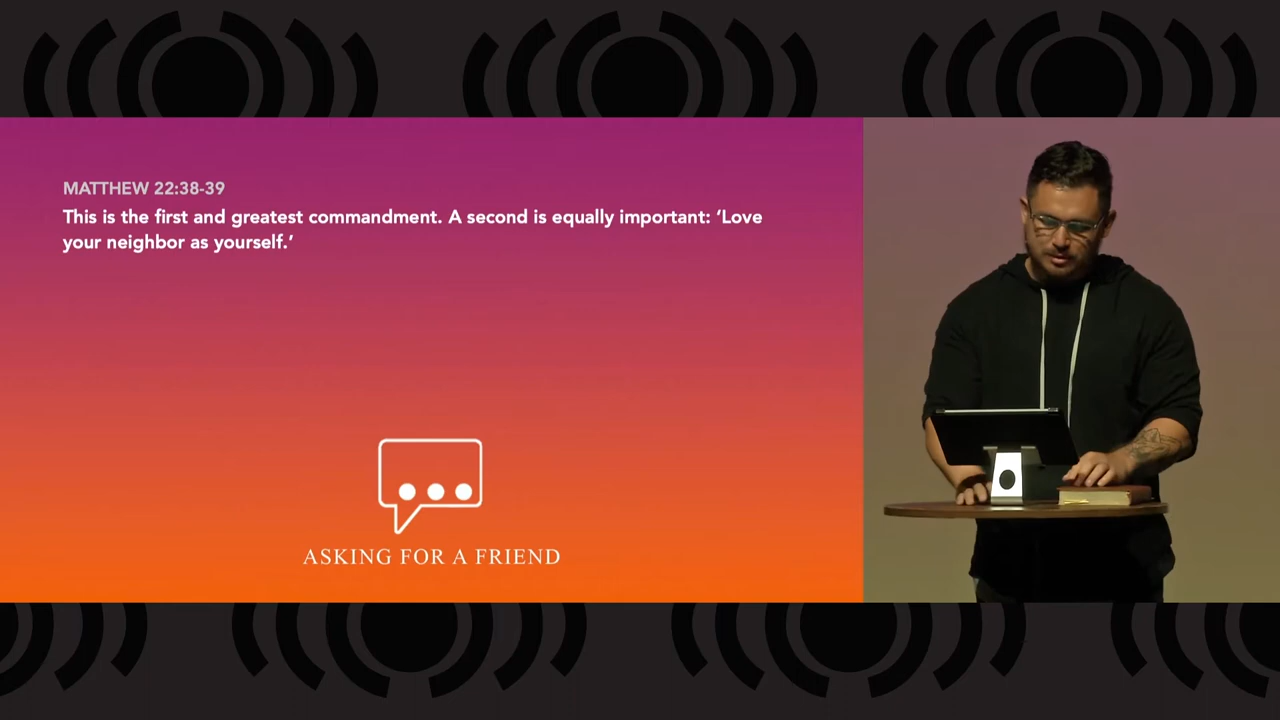 MATTHEW 22:38-39
This is the first and greatest commandment. A second is equally important: ‘Love
your neighbor as yourself.’
ASKING FOR A FRIEND